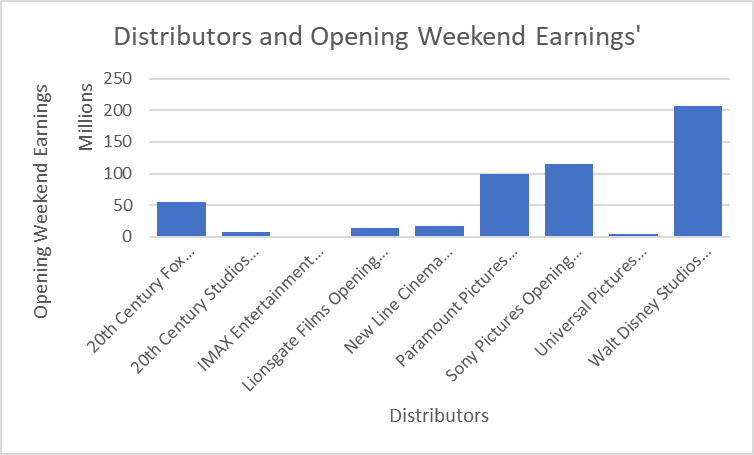 Distributors and Opening Weekend Earnings'
Opening Weekend Earnings
Millions
250
200
150
100
50
0
20th Century Fox...
20th Century Studios...
IMAX Entertainment...
Lionsgate Films Opening...
New Line Cinema...
Paramount Pictures...
Sony Pictures Opening...
Universal Pictures...
Walt Disney Studios...
Distributors